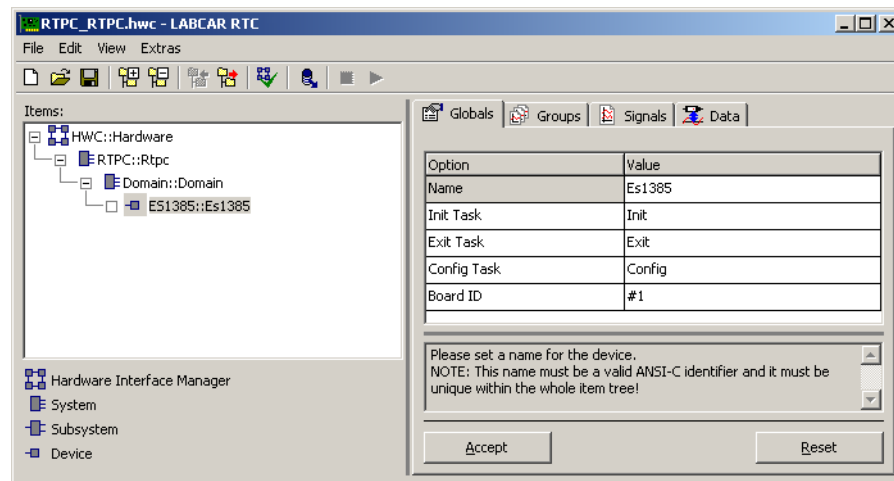 RTPC_RTPC.hwc - LABCAR RTC
File Edit View Extras
Items:
HWC::Hardware
RTPC::Rtpc
Domain::Domain
ES1385::Es1385
Hardware Interface Manager
System
Subsystem
Device
Globals Groups Signals Data
Option Value
Name Es1385
Init Task Init
Exit Task Exit
Config Task Config
Board ID #1
Please set a name for the device.
NOTE: This name must be a valid ANSI-C identifier and it must be
unique within the whole item tree!
Accept Reset